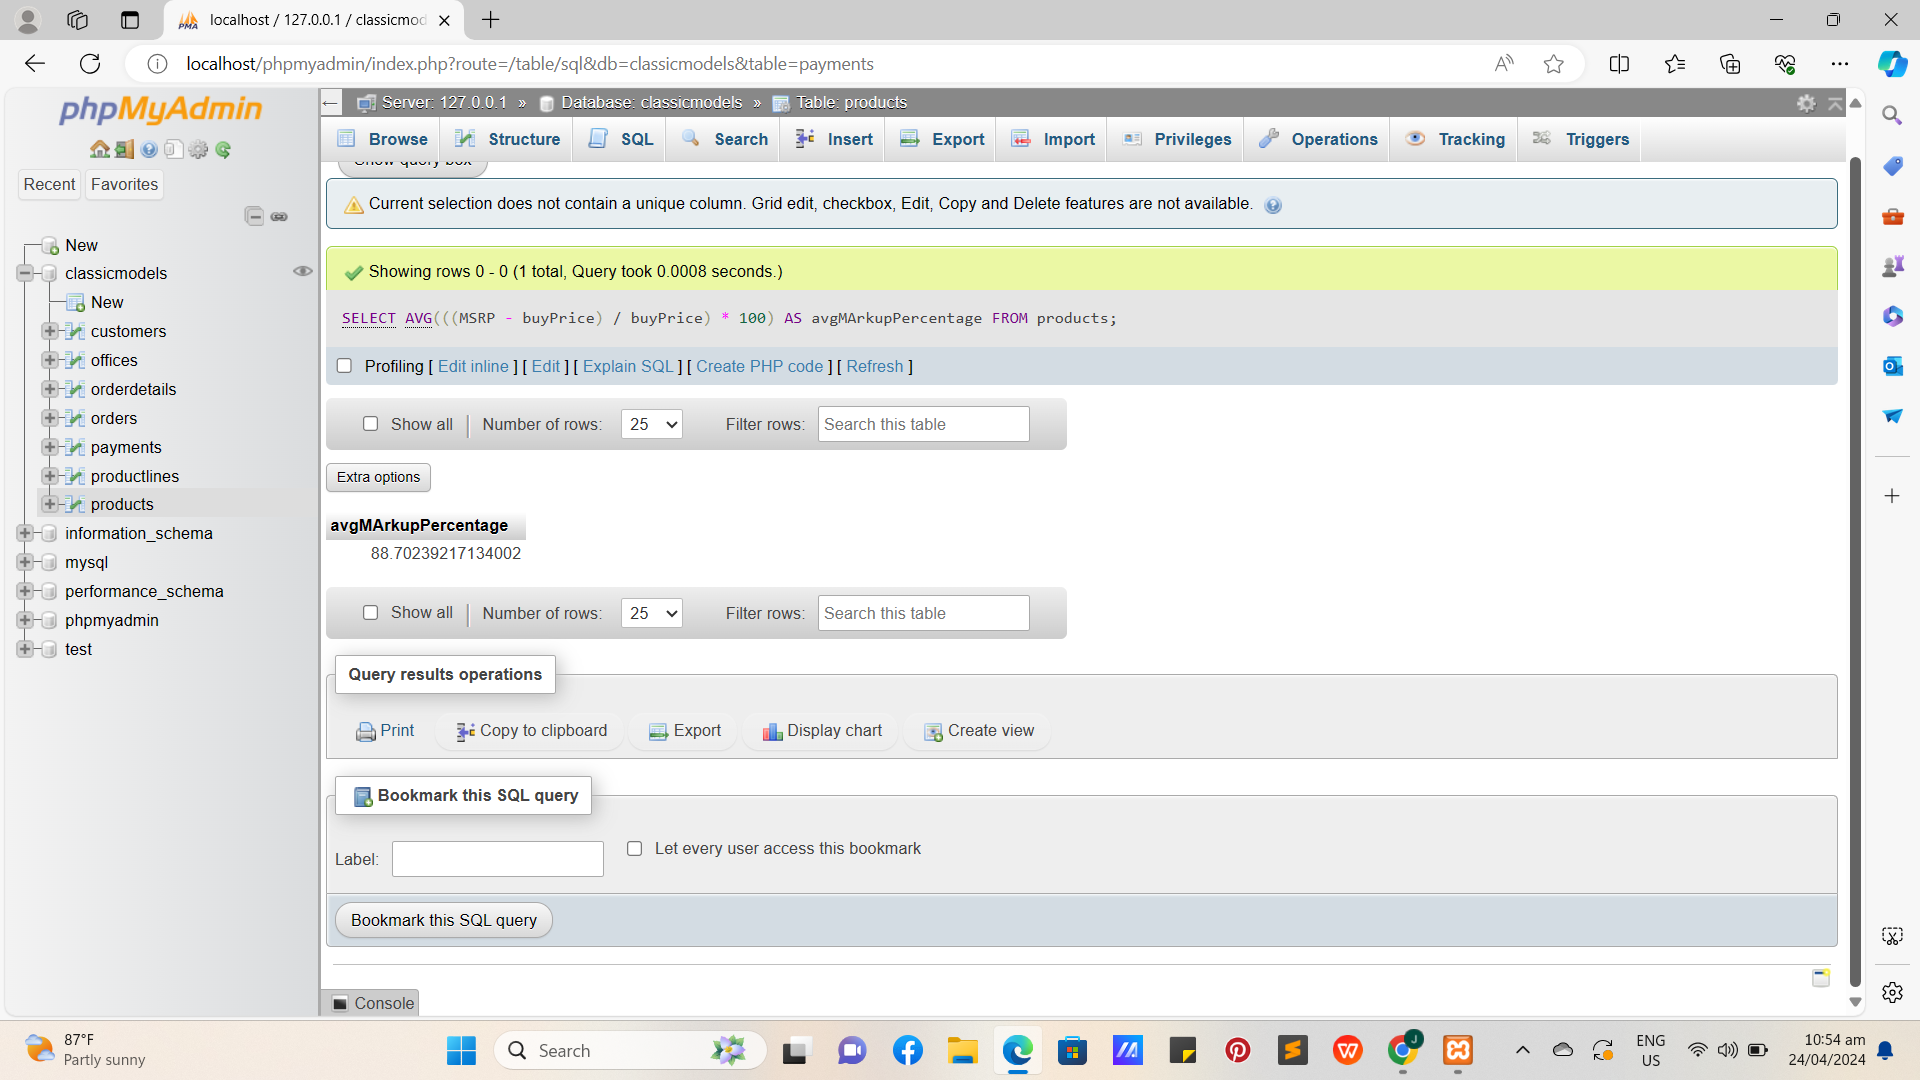 localhost / 127.0.0.1 / classicmod
localhost/phpmyadmin/index.php?route=/table/sql&db=classicmodels&table=payments
phpMyAdmin
Recent
Favorites
New
classicmodels
New
customers
offices
orderdetails
orders
payments
productlines
products
information_schema
mysql
performance_schema
phpmyadmin
test
Server: 127.0.0.1 » Database: classicmodels » Table: products
Browse
Structure
SQL
Search
Insert
Export
Import
Privileges
Operations
Tracking
Triggers
Show query box
Current selection does not contain a unique column. Grid edit, checkbox, Edit, Copy and Delete features are not available.
Showing rows 0 - 0 (1 total, Query took 0.0008 seconds.)
SELECT AVG(((MSRP - buyPrice) / buyPrice) * 100) AS avgMArkupPercentage FROM products;
Profiling [ Edit inline ] [ Edit ] [ Explain SQL ] [ Create PHP code ] [ Refresh ]
Show all | Number of rows: 25 Filter rows: Search this table
Extra options
avgMArkupPercentage
88.70239217134002
Show all | Number of rows: 25 Filter rows: Search this table
Query results operations
Print
Copy to clipboard
Export
Display chart
Create view
Bookmark this SQL query
Label:
Let every user access this bookmark
Bookmark this SQL query
Console
87°F
Partly sunny
Search
ENG
US
10:54 am
24/04/2024